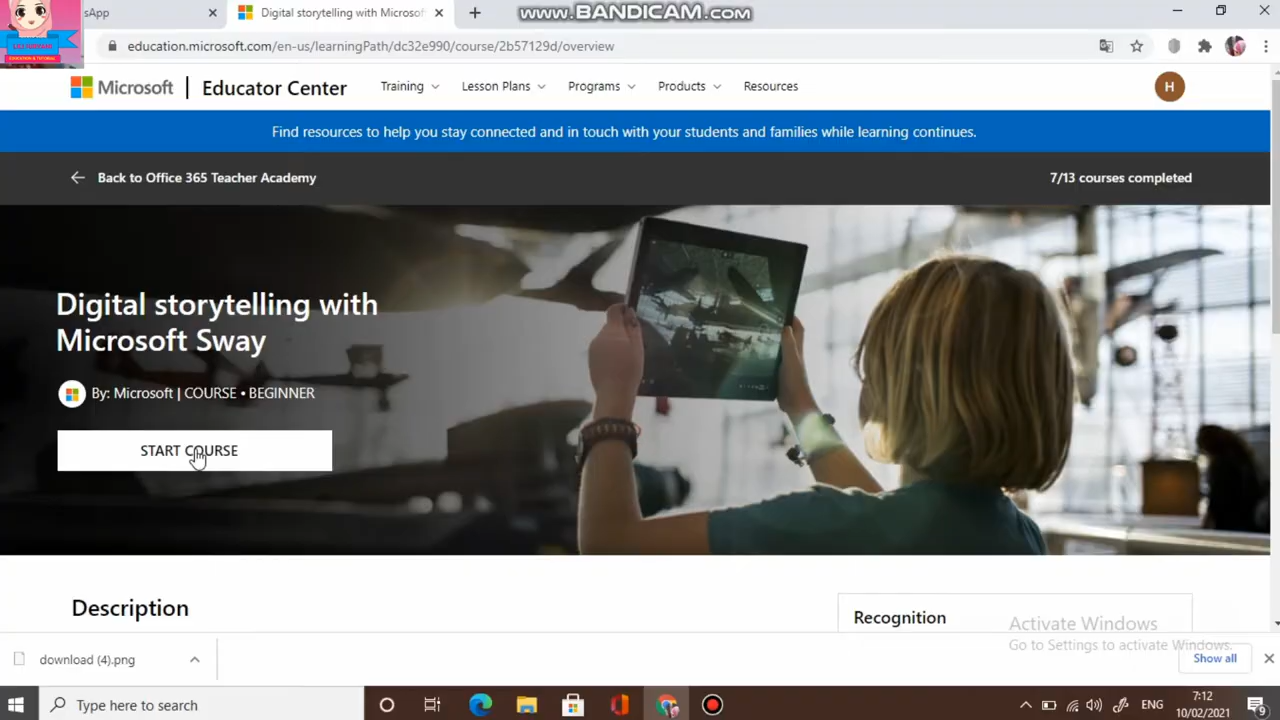 sApp
Digital storytelling with Microsof
www.BANDICAM.com
EDUCATION & TUTORIAL
education.microsoft.com/en-us/learningPath/dc32e990/course/2b57129d/overview
Microsoft | Educator Center
Training
Lesson Plans
Programs
Products
Resources
H
Find resources to help you stay connected and in touch with your students and families while learning continues.
Back to Office 365 Teacher Academy
7/13 courses completed
Digital storytelling with
Microsoft Sway
By: Microsoft | COURSE • BEGINNER
START COURSE
Description
Recognition
Activate Windows
Go to Settings to activate Windows.
download (4).png
Show all
Type here to search
ENG
7:12
10/02/2021
9